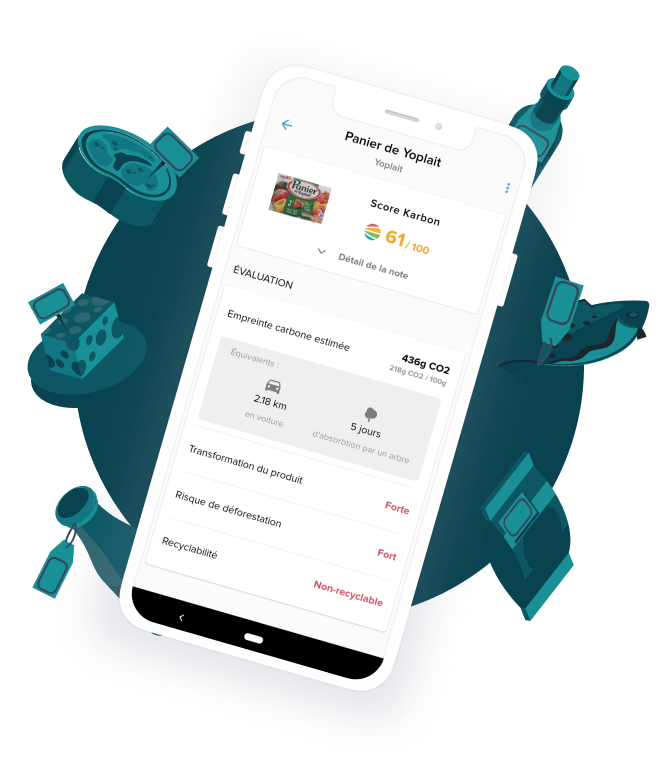 Panier de Yoplait
Yoplait
Panier
Score Karbon
61 / 100
Détail de la note
ÉVALUATION
Empreinte carbone estimée
436g CO2
218g CO2 / 100g
Équivalents :
2.18 km
en voiture
5 jours
d'absorbtion par un arbre
Transformation du produit
Forte
Risque de déforestation
Fort
Recyclabilité
Non-recyclable